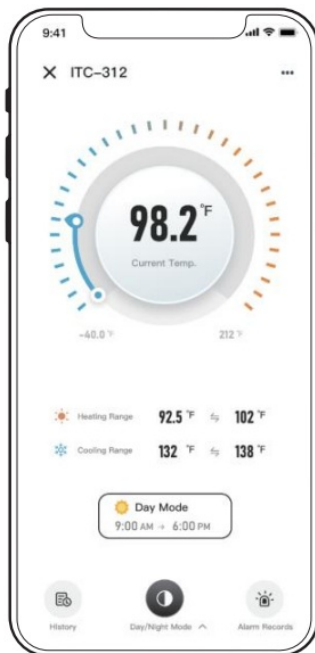 9:41
ITC-312
98.2°F
Current Temp.
-40.0 °F 212 °F
Heating Range 92.5 °F ⇋ 102 °F
Cooling Range 132 °F ⇋ 138 °F
Day Mode
9:00 AM → 6:00 PM
History Day/Night Mode Alarm Records